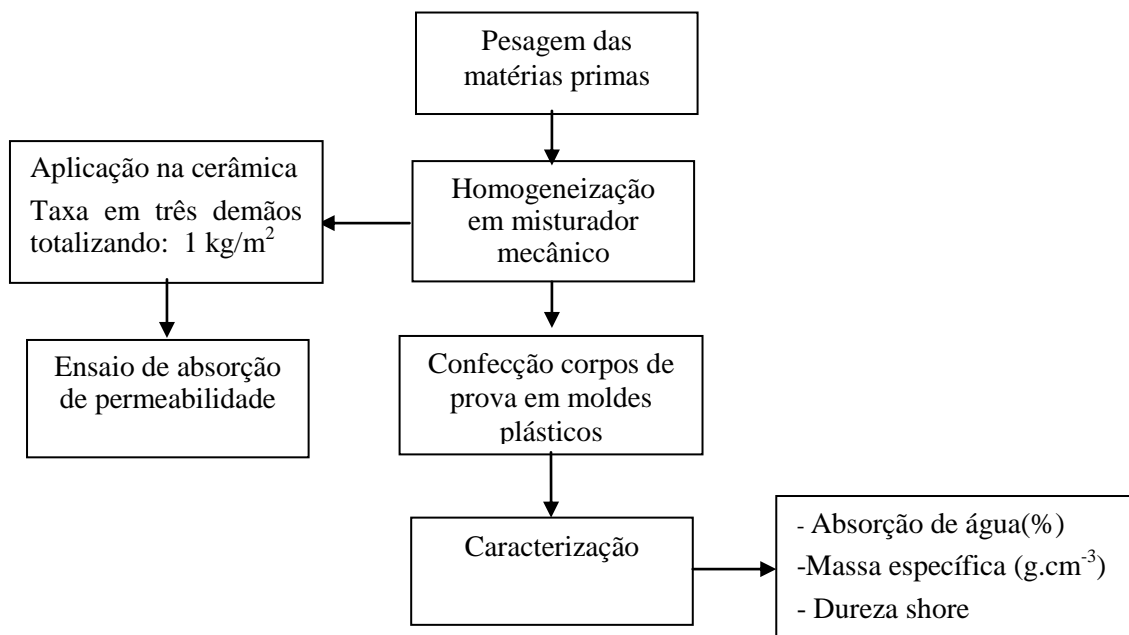 Pesagem das
matérias primas
Aplicação na cerâmica
Taxa em três demãos
totalizando: 1 kg/m²
Homogeneização
em misturador
mecânico
Ensaio de absorção
de permeabilidade
Confecção corpos de
prova em moldes
plásticos
Caracterização
- Absorção de água(%)
-Massa específica (g.cm⁻³)
- Dureza shore